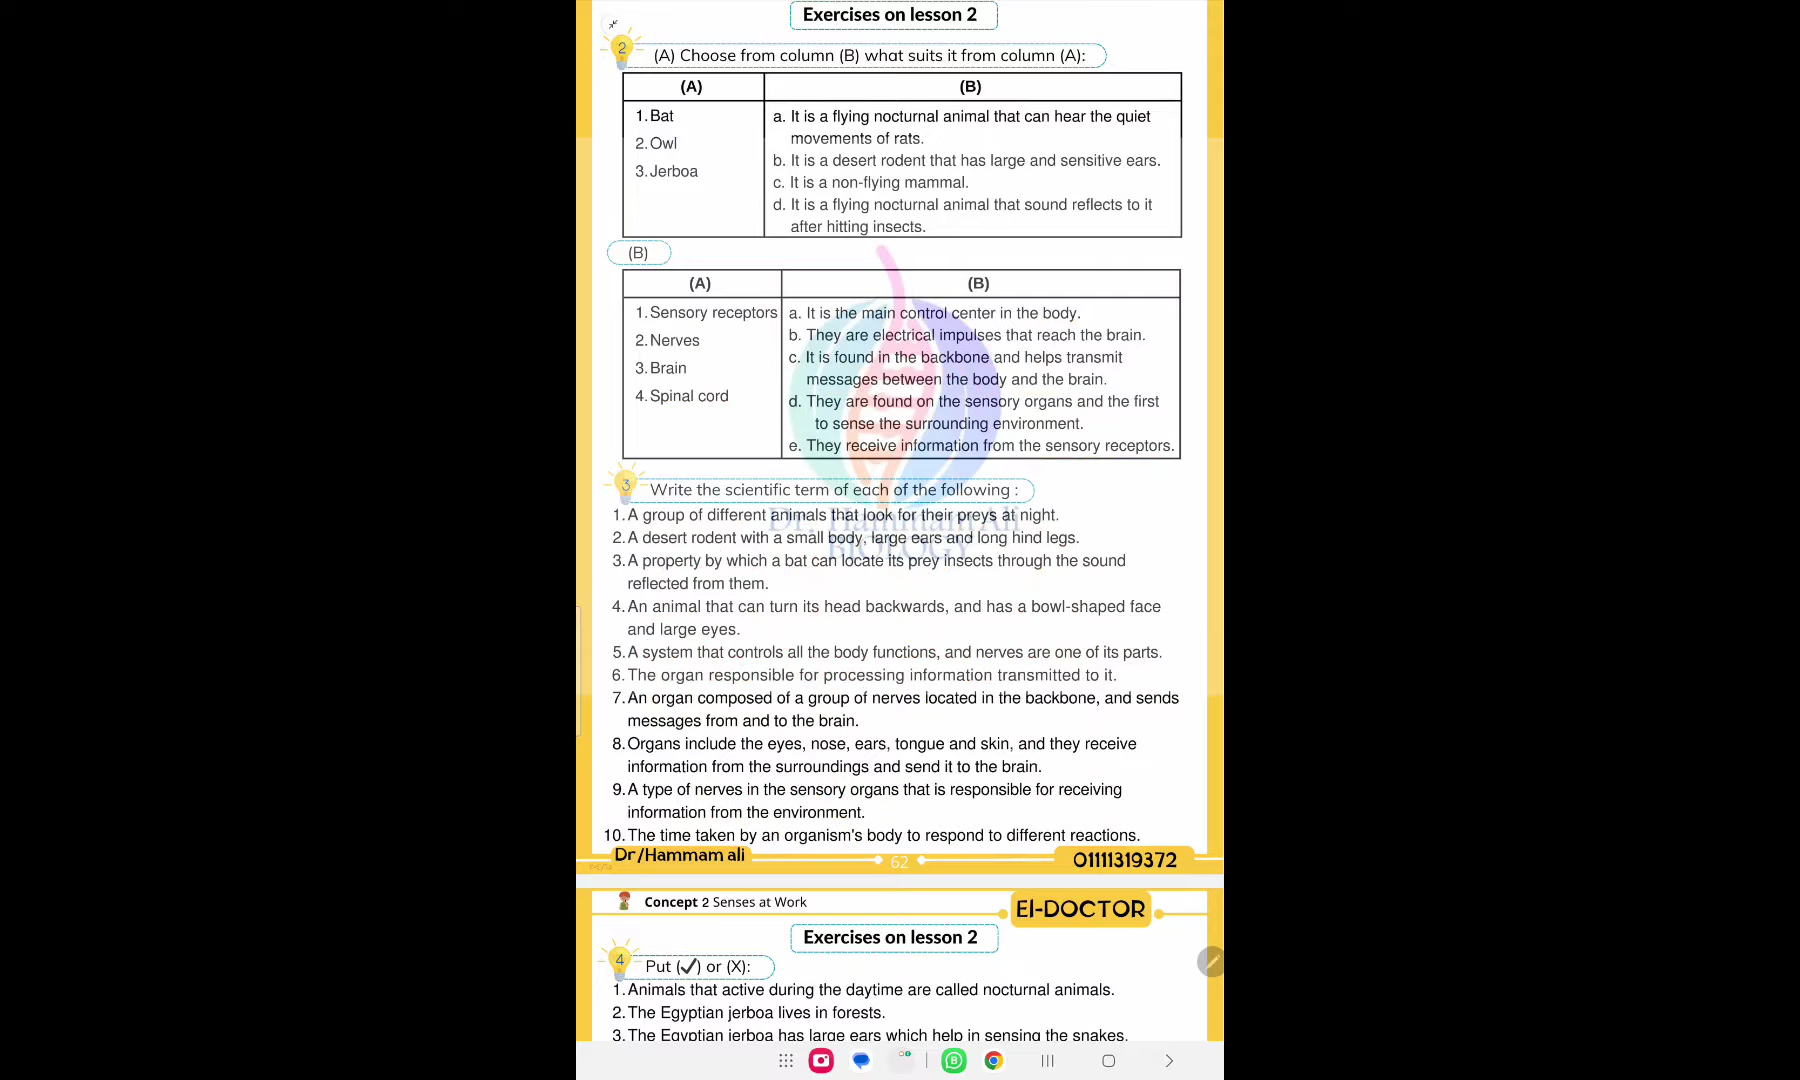 Exercises on lesson 2
2
(A) Choose from column (B) what suits it from column (A):
(A)
(B)
1. Bat
2. Owl
3. Jerboa
a. It is a flying nocturnal animal that can hear the quiet
movements of rats.
b. It is a desert rodent that has large and sensitive ears.
c. It is a non-flying mammal.
d. It is a flying nocturnal animal that sound reflects to it
after hitting insects.
(B)
(A)
(B)
1. Sensory receptors
2. Nerves
3. Brain
4. Spinal cord
a. It is the main control center in the body.
b. They are electrical impulses that reach the brain.
c. It is found in the backbone and helps transmit
messages between the body and the brain.
d. They are found on the sensory organs and the first
to sense the surrounding environment.
e. They receive information from the sensory receptors.
3
Write the scientific term of each of the following :
1. A group of different animals that look for their preys at night.
Dr. Hammam Ali
2. A desert rodent with a small body, large ears and long hind legs.
BIOLOGY
3. A property by which a bat can locate its prey insects through the sound
reflected from them.
4. An animal that can turn its head backwards, and has a bowl-shaped face
and large eyes.
5. A system that controls all the body functions, and nerves are one of its parts.
6. The organ responsible for processing information transmitted to it.
7. An organ composed of a group of nerves located in the backbone, and sends
messages from and to the brain.
8. Organs include the eyes, nose, ears, tongue and skin, and they receive
information from the surroundings and send it to the brain.
9. A type of nerves in the sensory organs that is responsible for receiving
information from the environment.
10. The time taken by an organism's body to respond to different reactions.
Dr/Hammam ali
62
01111319372
Concept 2 Senses at Work
El-DOCTOR
Exercises on lesson 2
4
Put (✓) or (X):
1. Animals that active during the daytime are called nocturnal animals.
2. The Egyptian jerboa lives in forests.
3. The Egyptian jerboa has large ears which help in sensing the snakes.